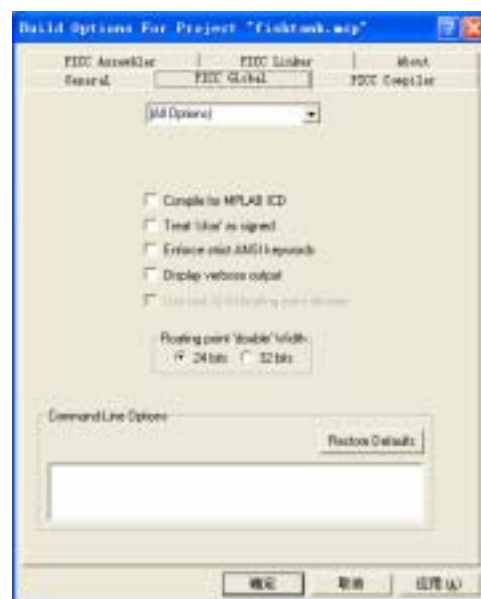 Build Options For Project "fishtank.mcp"
PICC Assembler PICC Linker About
General PICC Global PICC Compiler
(All Options)
Compile for MPLAB ICD
Treat 'char' as signed
Enforce strict ANSI keywords
Display verbose output
Floating point 'double' Width
24 bits 32 bits
Command Line Options
Restore Defaults
确定 取消 应用(A)